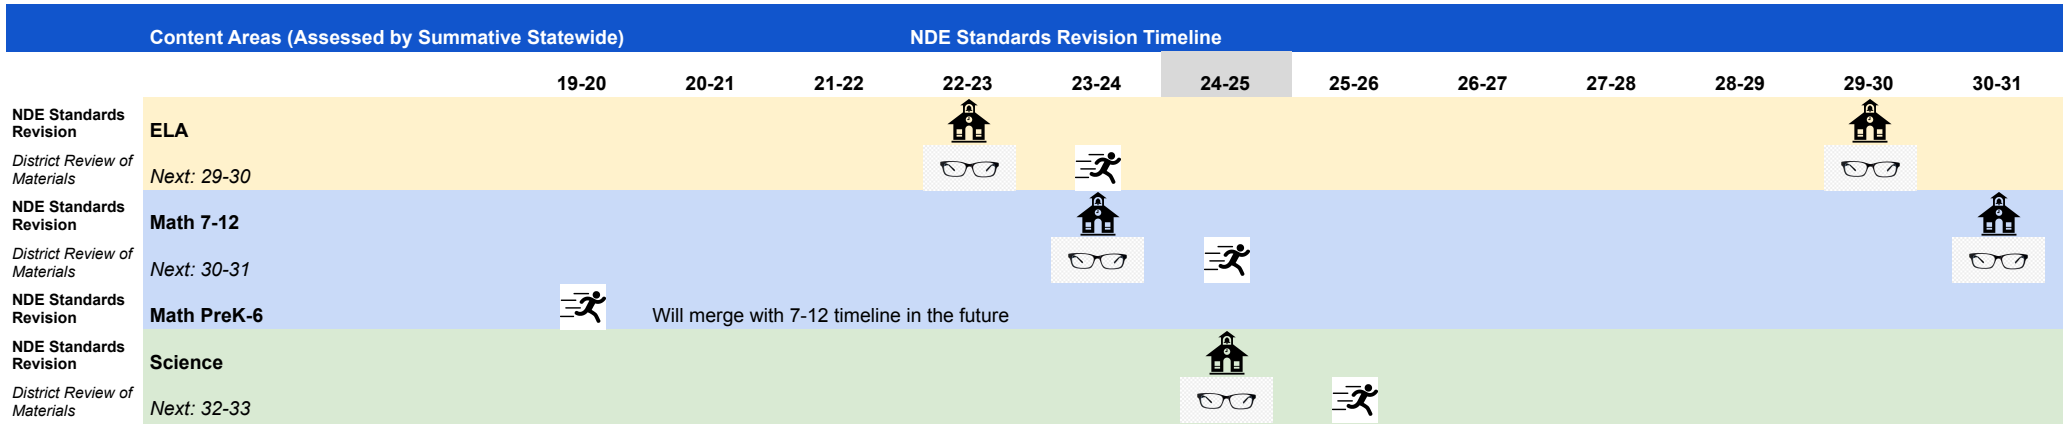 Content Areas (Assessed by Summative Statewide) NDE Standards Revision Timeline
19-20 20-21 21-22 22-23 23-24 24-25 25-26 26-27 27-28 28-29 29-30 30-31
NDE Standards
Revision
ELA
District Review of
Materials
Next: 29-30
NDE Standards
Revision
Math 7-12
District Review of
Materials
Next: 30-31
NDE Standards
Revision
Math PreK-6 Will merge with 7-12 timeline in the future
NDE Standards
Revision
Science
District Review of
Materials
Next: 32-33